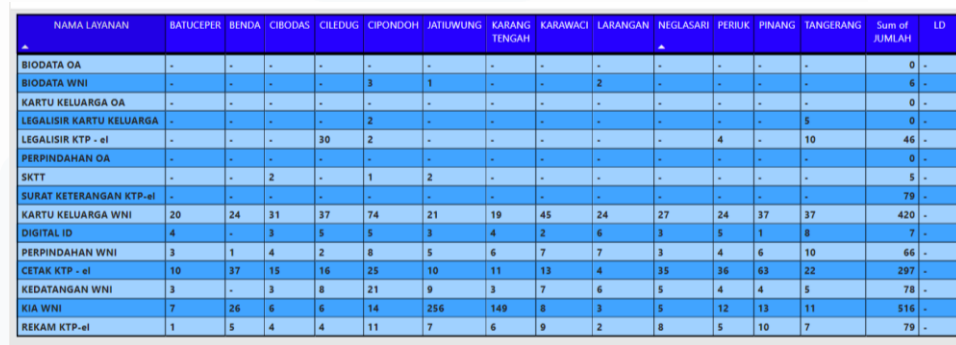 NAMA LAYANAN BATUCEPER BENDA CIBODAS CILEDUG CIPONDOH JATIUWUNG KARANG TENGAH KARAWACI LARANGAN NEGLASARI PERIUK PINANG TANGERANG Sum of JUMLAH LD
BIODATA OA - - - - - - - - - - - - - 0 -
BIODATA WNI - - - - 3 1 - - 2 - - - - 6 -
KARTU KELUARGA OA - - - - - - - - - - - - - 0 -
LEGALISIR KARTU KELUARGA - - - - 2 - - - - - - - 5 0 -
LEGALISIR KTP - el - - - 30 2 - - - - - 4 - 10 46 -
PERPINDAHAN OA - - - - - - - - - - - - - 0 -
SKTT - - 2 - 1 2 - - - - - - - 5 -
SURAT KETERANGAN KTP-el - - - - - - - - - - - - - 79 -
KARTU KELUARGA WNI 20 24 31 37 74 21 19 45 24 27 24 37 37 420 -
DIGITAL ID 4 - 3 5 5 3 4 2 6 3 5 1 8 7 -
PERPINDAHAN WNI 3 1 4 2 8 5 6 7 7 3 4 6 10 66 -
CETAK KTP - el 10 37 15 16 25 10 11 13 4 35 36 63 22 297 -
KEDATANGAN WNI 3 - 3 8 21 9 3 7 6 5 4 4 5 78 -
KIA WNI 7 26 6 6 14 256 149 8 3 5 12 13 11 516 -
REKAM KTP-el 1 5 4 4 11 7 6 9 2 8 5 10 7 79 -